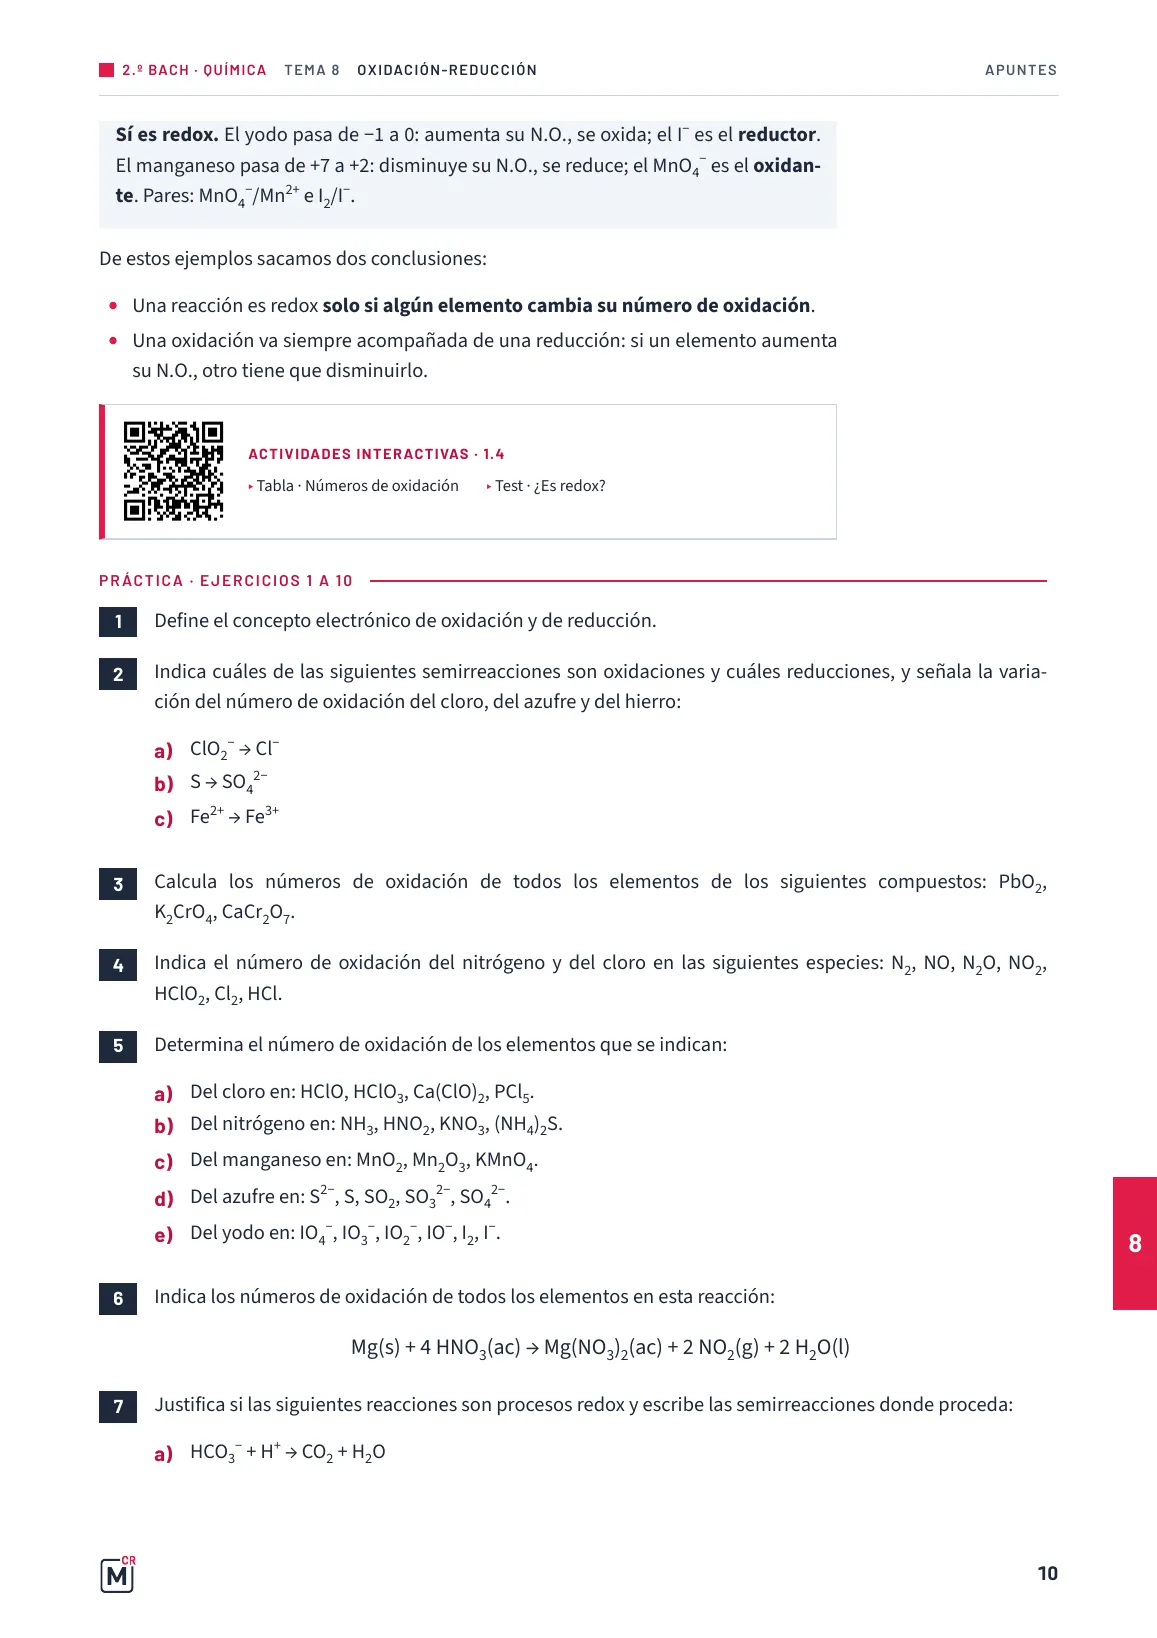 2.º BACH · QUÍMICA TEMA 8 OXIDACIÓN-REDUCCIÓN APUNTES
Sí es redox. El yodo pasa de −1 a 0: aumenta su N.O., se oxida; el I⁻ es el reductor.
El manganeso pasa de +7 a +2: disminuye su N.O., se reduce; el MnO₄⁻ es el oxidan-
te. Pares: MnO₄⁻/Mn²⁺ e I₂/I⁻.
De estos ejemplos sacamos dos conclusiones:
• Una reacción es redox solo si algún elemento cambia su número de oxidación.
• Una oxidación va siempre acompañada de una reducción: si un elemento aumenta
su N.O., otro tiene que disminuirlo.
ACTIVIDADES INTERACTIVAS · 1.4
▸ Tabla · Números de oxidación ▸ Test · ¿Es redox?
PRÁCTICA · EJERCICIOS 1 A 10
1 Define el concepto electrónico de oxidación y de reducción.
2 Indica cuáles de las siguientes semirreacciones son oxidaciones y cuáles reducciones, y señala la varia-
ción del número de oxidación del cloro, del azufre y del hierro:
a) ClO₂⁻ → Cl⁻
b) S → SO₄²⁻
c) Fe²⁺ → Fe³⁺
3 Calcula los números de oxidación de todos los elementos de los siguientes compuestos: PbO₂,
K₂CrO₄, CaCr₂O₇.
4 Indica el número de oxidación del nitrógeno y del cloro en las siguientes especies: N₂, NO, N₂O, NO₂,
HClO₂, Cl₂, HCl.
5 Determina el número de oxidación de los elementos que se indican:
a) Del cloro en: HClO, HClO₃, Ca(ClO)₂, PCl₅.
b) Del nitrógeno en: NH₃, HNO₂, KNO₃, (NH₄)₂S.
c) Del manganeso en: MnO₂, Mn₂O₃, KMnO₄.
d) Del azufre en: S²⁻, S, SO₂, SO₃²⁻, SO₄²⁻.
e) Del yodo en: IO₄⁻, IO₃⁻, IO₂⁻, IO⁻, I₂, I⁻.
8
6 Indica los números de oxidación de todos los elementos en esta reacción:
Mg(s) + 4 HNO₃(ac) → Mg(NO₃)₂(ac) + 2 NO₂(g) + 2 H₂O(l)
7 Justifica si las siguientes reacciones son procesos redox y escribe las semirreacciones donde proceda:
a) HCO₃⁻ + H⁺ → CO₂ + H₂O
M CR
10